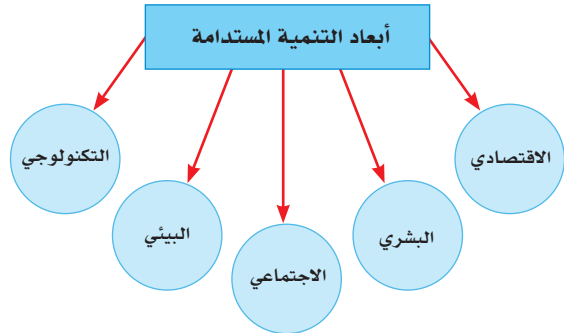 أبعاد التنمية المستدامة
الاقتصادي
البشري
الاجتماعي
البيئي
التكنولوجي